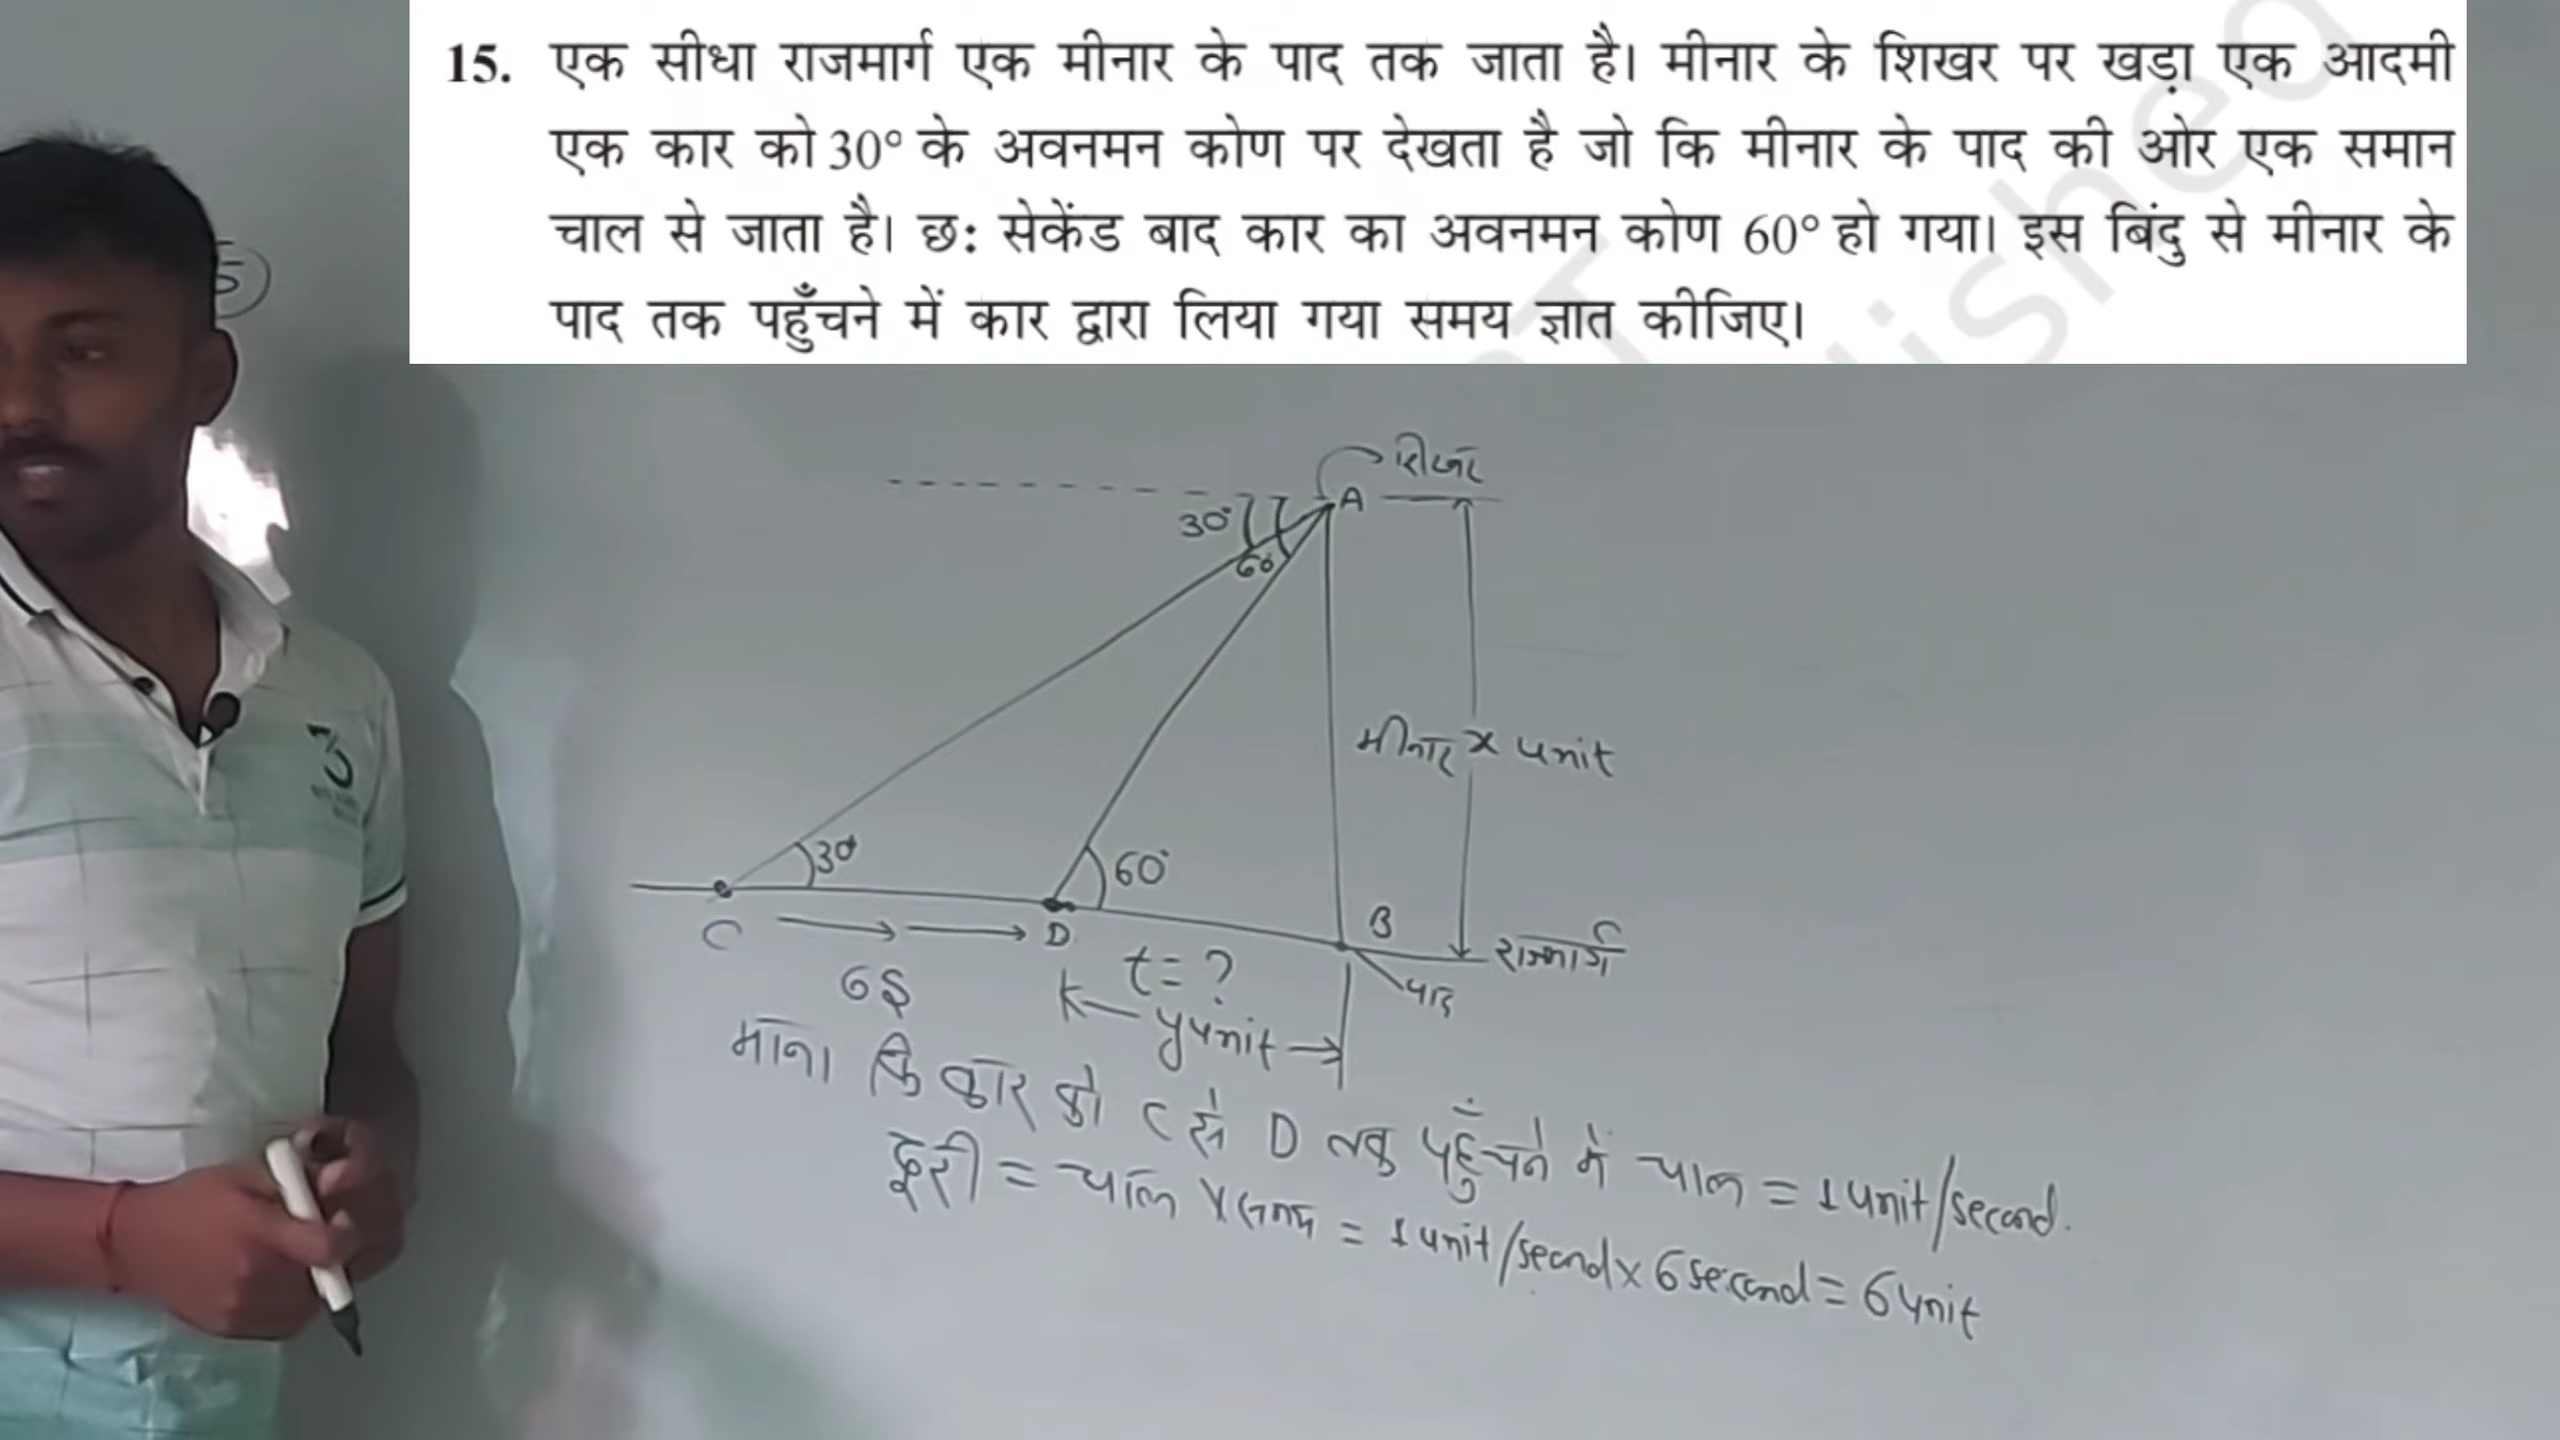 15. एक सीधा राजमार्ग एक मीनार के पाद तक जाता है। मीनार के शिखर पर खड़ा एक आदमी
एक कार को 30° के अवनमन कोण पर देखता है जो कि मीनार के पाद की ओर एक समान
चाल से जाता है। छः सेकेंड बाद कार का अवनमन कोण 60° हो गया। इस बिंदु से मीनार के
पाद तक पहुँचने में कार द्वारा लिया गया समय ज्ञात कीजिए।
5
शिखर
A
30°
60
मीनार x unit
30°
60°
C
D
B
राजमार्ग
पाद
6s
t=?
y unit
माना कि कार को C से D तक पहुँचने में चाल = 1 unit/second.
दूरी = चाल x समय = 1 unit/second x 6 second = 6 unit
3